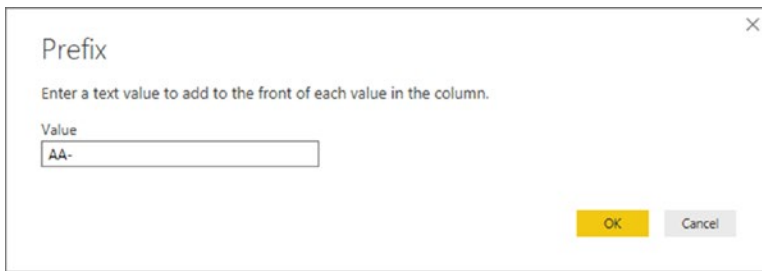 Prefix
Enter a text value to add to the front of each value in the column.
Value
AA-
OK
Cancel